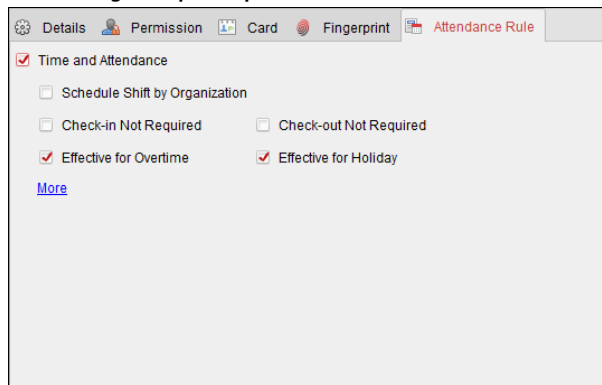 Details Permission Card Fingerprint Attendance Rule
Time and Attendance
Schedule Shift by Organization
Check-in Not Required Check-out Not Required
Effective for Overtime Effective for Holiday
More